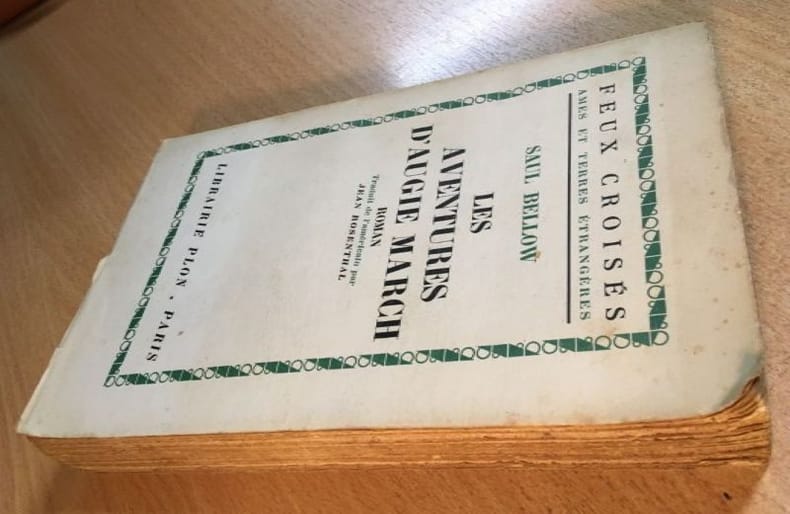 FEUX CROISÉS
AMES ET TERRES ÉTRANGÈRES
SAUL BELLOW
LES
AVENTURES
D'AUGIE MARCH
ROMAN
Traduit de l'américain par
JEAN ROSENTHAL
LIBRAIRIE PLON • PARIS